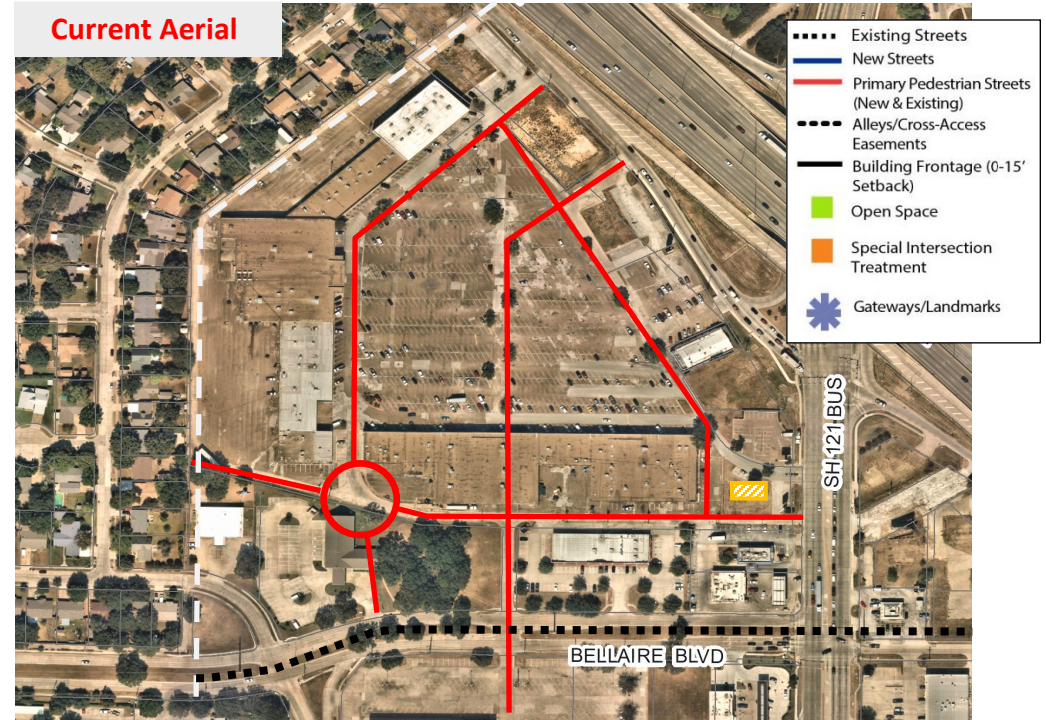 Current Aerial
Existing Streets
New Streets
Primary Pedestrian Streets
(New & Existing)
Alleys/Cross-Access
Easements
Building Frontage (0-15'
Setback)
Open Space
Special Intersection
Treatment
Gateways/Landmarks
SH 121 BUS
BELLAIRE BLVD